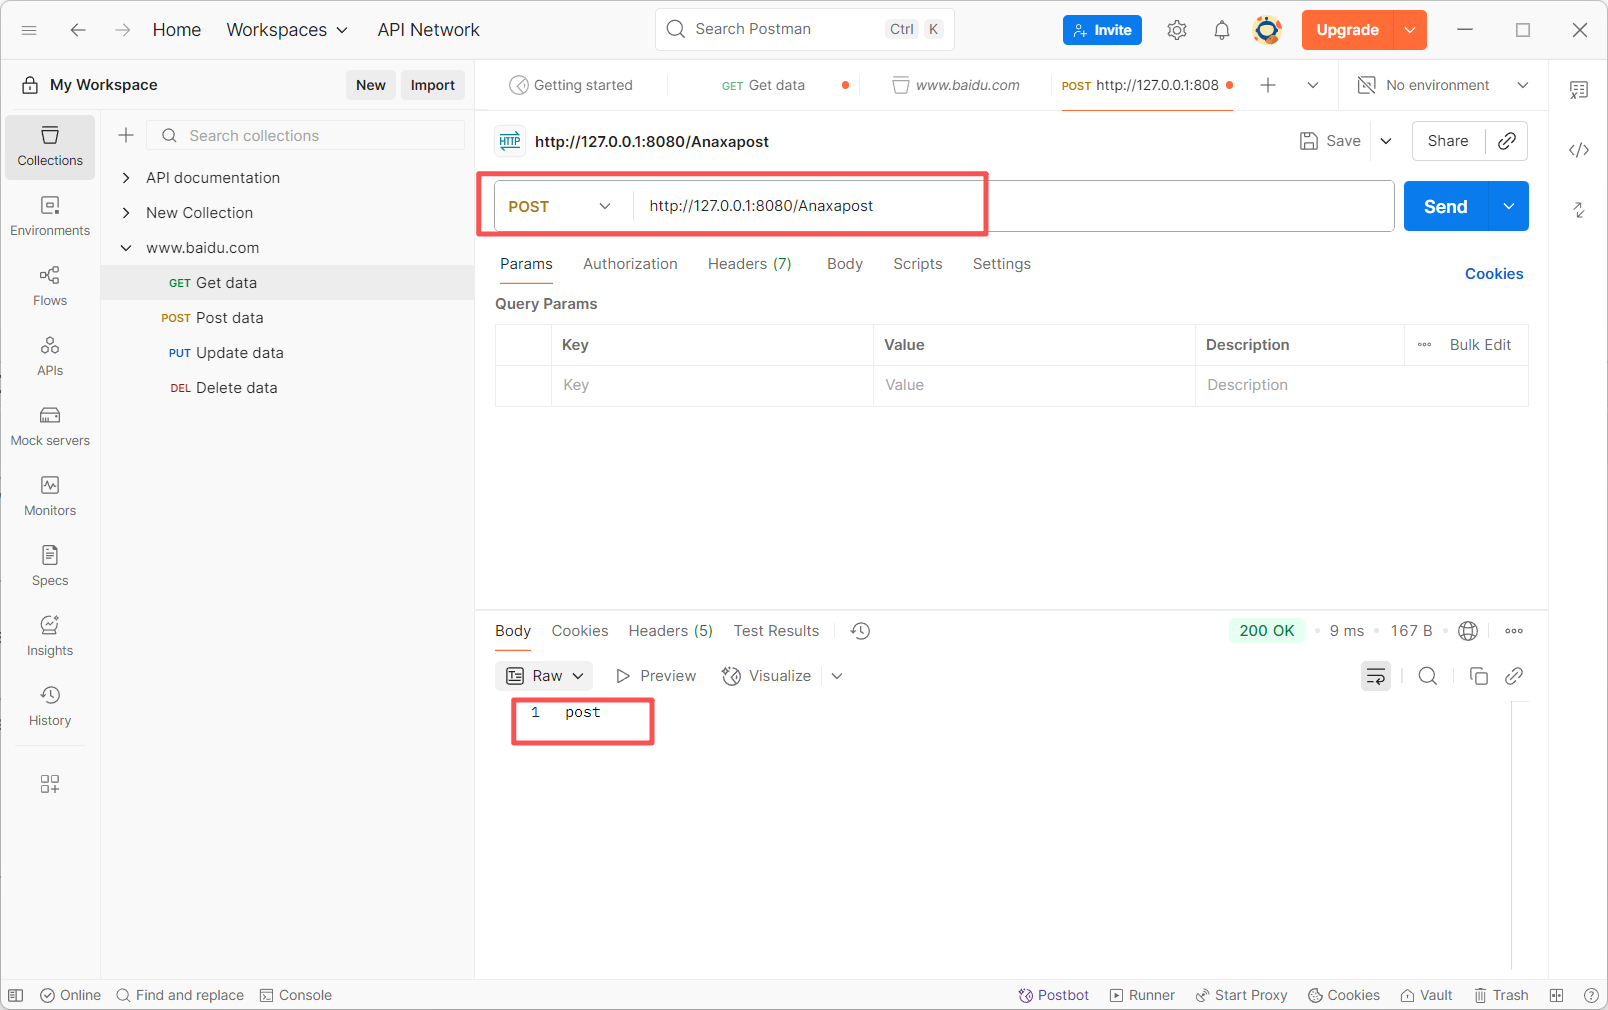 Home Workspaces API Network Search Postman Ctrl K Invite Upgrade
My Workspace New Import Getting started GET Get data www.baidu.com POST http://127.0.0.1:808 No environment
Search collections
http://127.0.0.1:8080/Anaxapost Save Share
Collections
API documentation
New Collection
www.baidu.com
GET Get data
POST Post data
PUT Update data
DEL Delete data
Environments
Flows
APIs
Mock servers
Monitors
Specs
Insights
History
POST http://127.0.0.1:8080/Anaxapost Send
Params Authorization Headers (7) Body Scripts Settings Cookies
Query Params
Key Value Description Bulk Edit
Key Value Description
Body Cookies Headers (5) Test Results 200 OK 9 ms 167 B
Raw Preview Visualize
1 post
Online Find and replace Console Postbot Runner Start Proxy Cookies Vault Trash